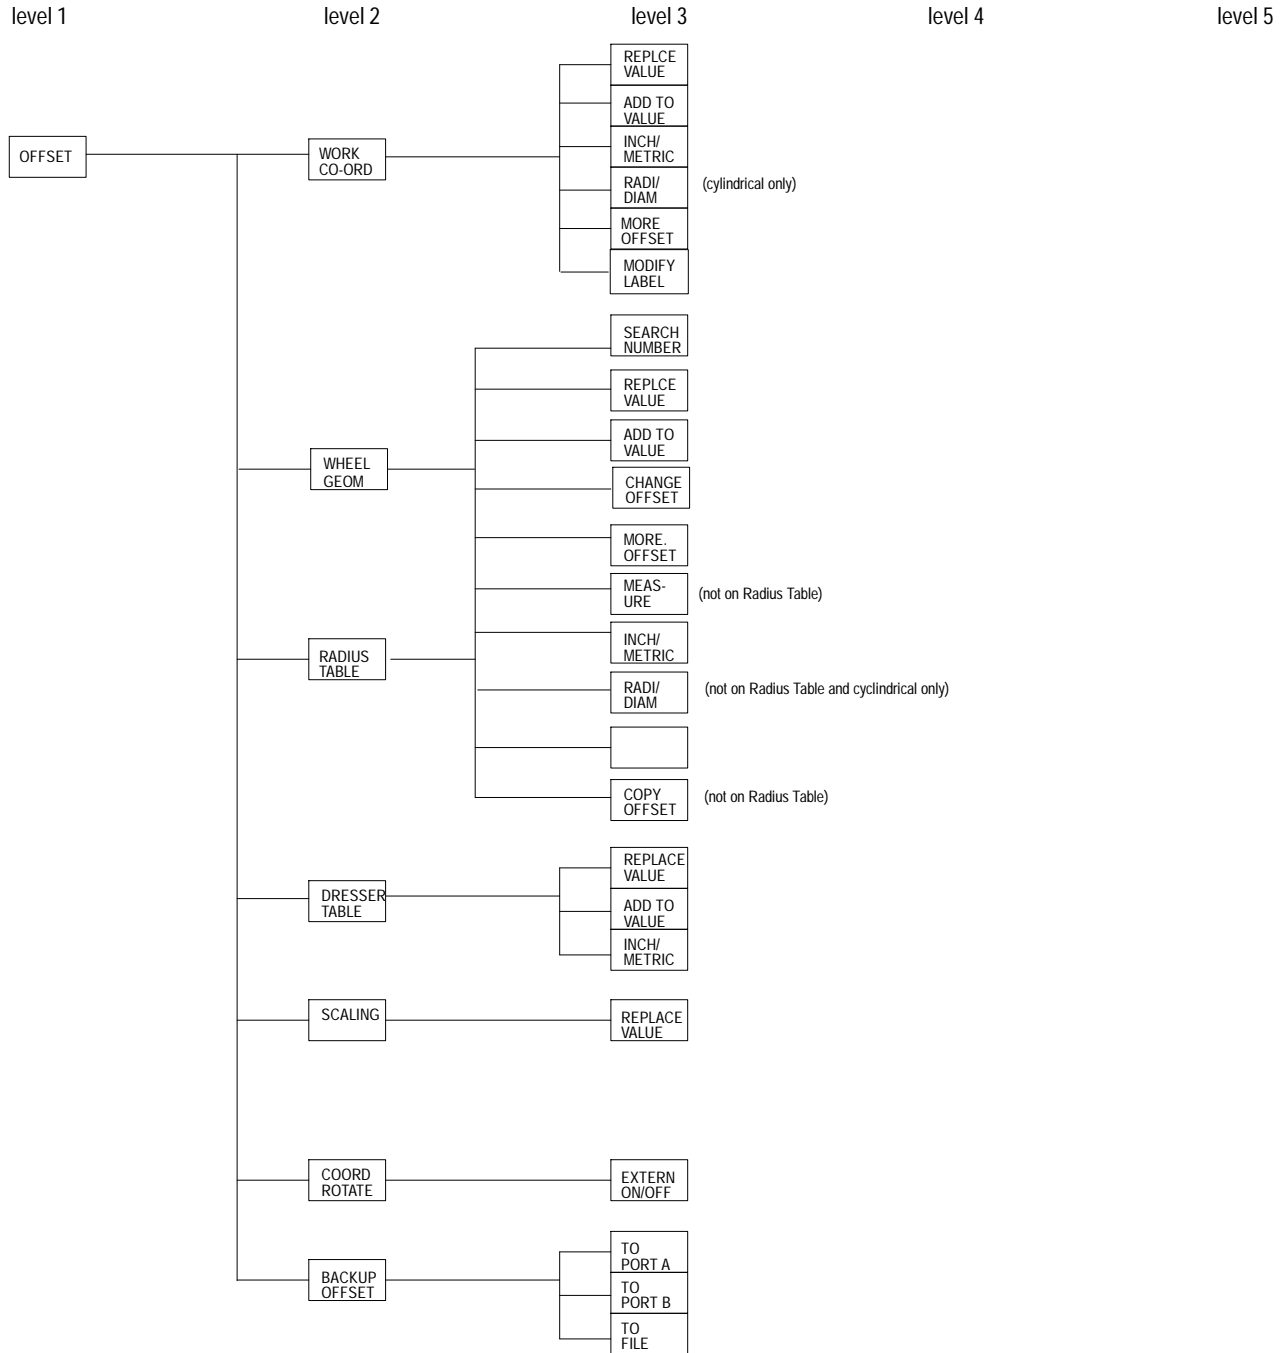 level 1 level 2 level 3 level 4 level 5
OFFSET
WORK
CO-ORD
REPLCE
VALUE
ADD TO
VALUE
INCH/
METRIC
RADI/
DIAM
(cylindrical only)
MORE
OFFSET
MODIFY
LABEL
WHEEL
GEOM
RADIUS
TABLE
SEARCH
NUMBER
REPLCE
VALUE
ADD TO
VALUE
CHANGE
OFFSET
MORE.
OFFSET
MEAS-
URE
(not on Radius Table)
INCH/
METRIC
RADI/
DIAM
(not on Radius Table and cyclindrical only)
COPY
OFFSET
(not on Radius Table)
DRESSER
TABLE
REPLACE
VALUE
ADD TO
VALUE
INCH/
METRIC
SCALING
REPLACE
VALUE
COORD
ROTATE
EXTERN
ON/OFF
BACKUP
OFFSET
TO
PORT A
TO
PORT B
TO
FILE